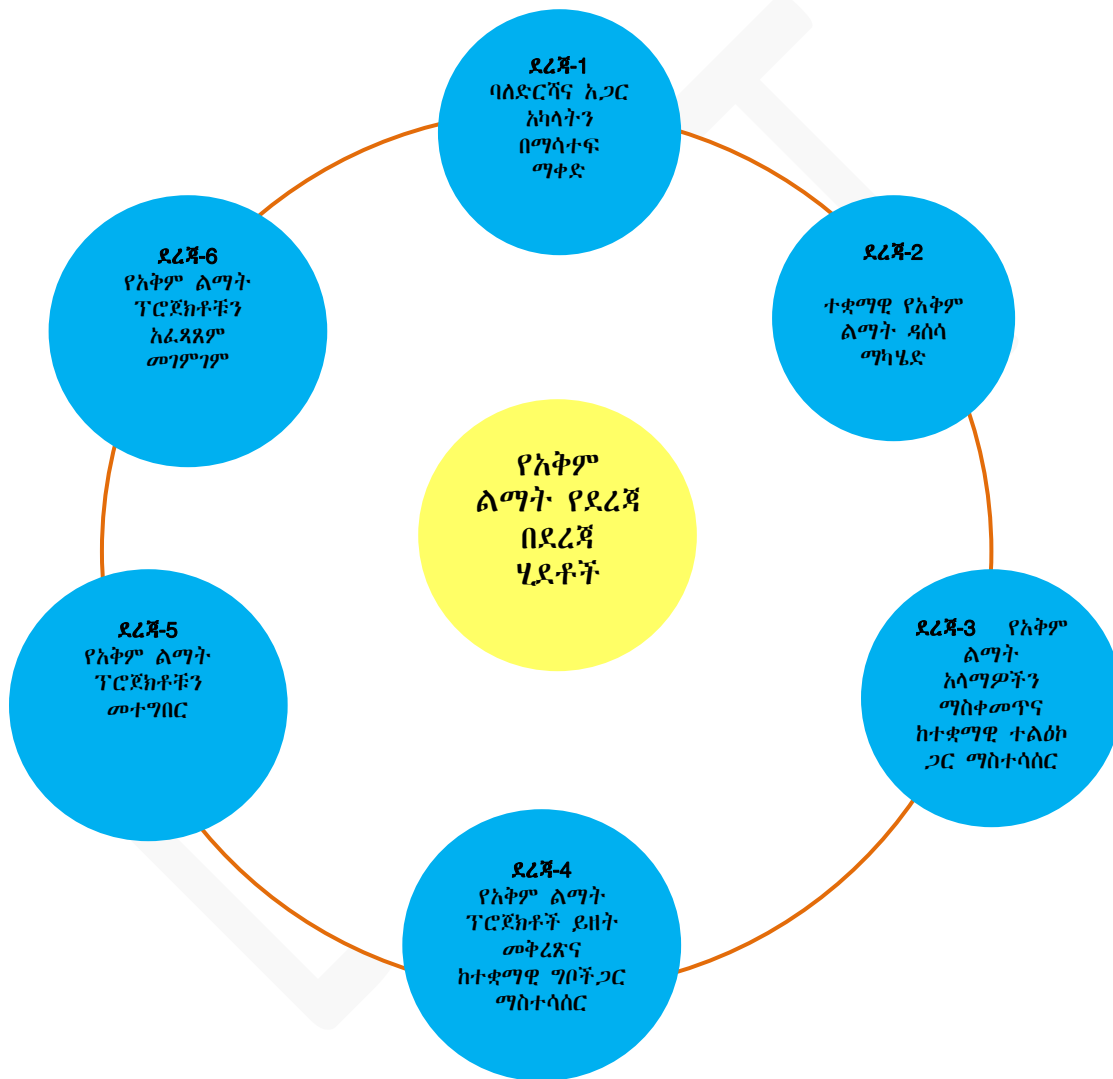 ደረጃ-1
ባለድርሻና አጋር
አካላትን
በማሳተፍ
ማቀድ
ደረጃ-2
ተቋማዊ የአቅም
ልማት ዳሰሳ
ማካሄድ
ደረጃ-3 የአቅም
ልማት
አላማዎችን
ማስቀመጥና
ከተቋማዊ ተልዕኮ
ጋር ማስተሳሰር
ደረጃ-4
የአቅም ልማት
ፕሮጀክቶች ይዘት
መቅረጽና
ከተቋማዊ ግቦች ጋር
ማስተሳሰር
ደረጃ-5
የአቅም ልማት
ፕሮጀክቶቹን
መተግበር
ደረጃ-6
የአቅም ልማት
ፕሮጀክቶቹን
አፈጻጸም
መገምገም
የአቅም
ልማት የደረጃ
በደረጃ
ሂደቶች